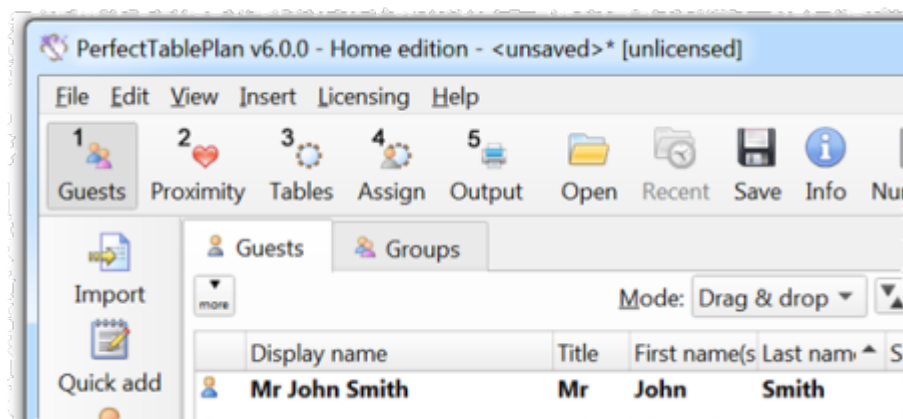 PerfectTablePlan v6.0.0 - Home edition - <unsaved>* [unlicensed]
File Edit View Insert Licensing Help
1 2 3 4 5
Guests Proximity Tables Assign Output Open Recent Save Info
Guests Groups
Import more Mode: Drag & drop
Display name Title First name(s Last nam
Quick add Mr John Smith Mr John Smith